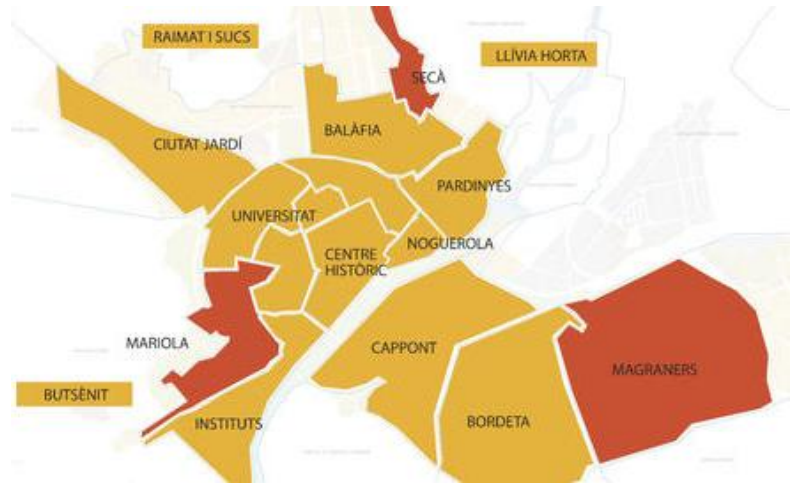 RAIMAT I SUCS
LLÍVIA HORTA
SECÀ
BALÀFIA
CIUTAT JARDÍ
PARDINYES
UNIVERSITAT
NOGUEROLA
CENTRE
HISTÒRIC
MARIOLA
CAPPONT
MAGRANERS
BUTSÈNIT
INSTITUTS
BORDETA